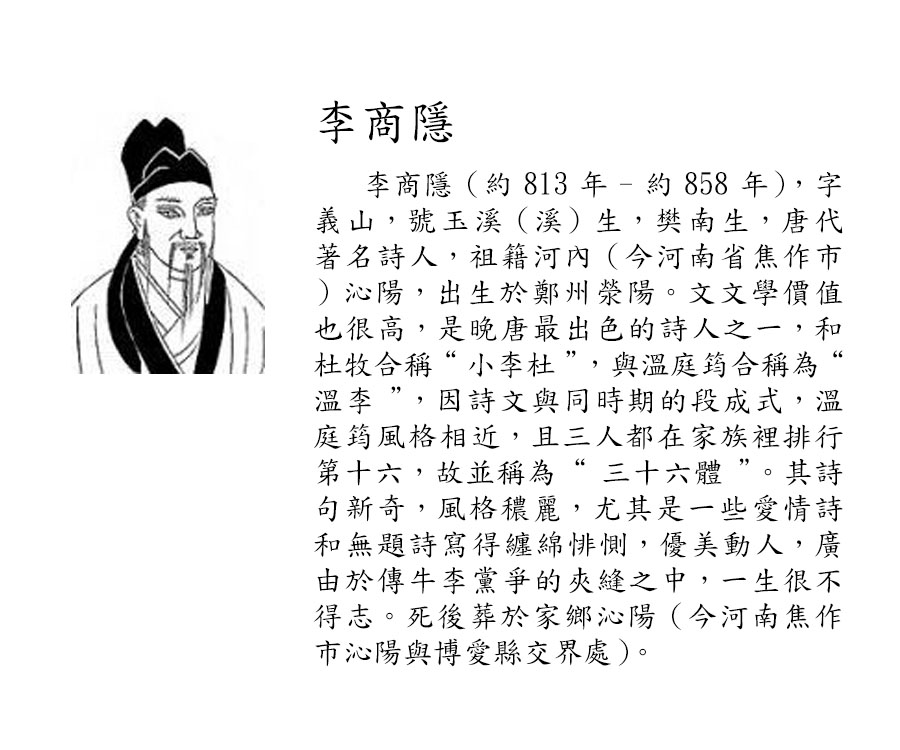 李商隱
李商隱（約 813 年 – 約 858 年），字
義山，號玉溪（溪）生，樊南生，唐代
著名詩人，祖籍河內（今河南省焦作市
）沁陽，出生於鄭州滎陽。文文學價值
也很高，是晚唐最出色的詩人之一，和
杜牧合稱“ 小李杜 ”，與溫庭筠合稱為“
溫李 ”，因詩文與同時期的段成式，溫
庭筠風格相近，且三人都在家族裡排行
第十六，故並稱為 “ 三十六體 ”。其詩
句新奇，風格穠麗，尤其是一些愛情詩
和無題詩寫得纏綿悱惻，優美動人，廣
由於傳牛李黨爭的夾縫之中，一生很不
得志。死後葬於家鄉沁陽（今河南焦作
市沁陽與博愛縣交界處）。